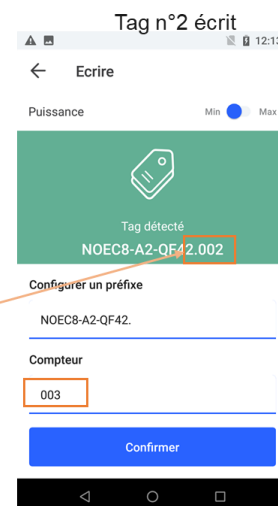 Tag n°2 écrit
12:13
Ecrire
Puissance
Min Max
Tag détecté
NOEC8-A2-QF42.002
Configurer un préfixe
NOEC8-A2-QF42.
Compteur
003
Confirmer